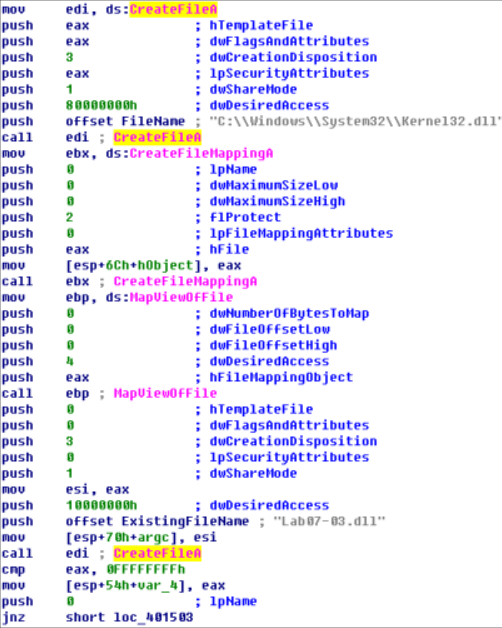 mov edi, ds:CreateFileA
push eax ; hTemplateFile
push eax ; dwFlagsAndAttributes
push 3 ; dwCreationDisposition
push eax ; lpSecurityAttributes
push 1 ; dwShareMode
push 80000000h ; dwDesiredAccess
push offset FileName ; "C:\\Windows\\System32\\Kernel32.dll"
call edi ; CreateFileA
mov ebx, ds:CreateFileMappingA
push 0 ; lpName
push 0 ; dwMaximumSizeLow
push 0 ; dwMaximumSizeHigh
push 2 ; flProtect
push 0 ; lpFileMappingAttributes
push eax ; hFile
mov [esp+6Ch+hObject], eax
call ebx ; CreateFileMappingA
mov ebp, ds:MapViewOfFile
push 0 ; dwNumberOfBytesToMap
push 0 ; dwFileOffsetLow
push 0 ; dwFileOffsetHigh
push 4 ; dwDesiredAccess
push eax ; hFileMappingObject
call ebp ; MapViewOfFile
push 0 ; hTemplateFile
push 0 ; dwFlagsAndAttributes
push 3 ; dwCreationDisposition
push 0 ; lpSecurityAttributes
push 1 ; dwShareMode
mov esi, eax
push 10000000h ; dwDesiredAccess
push offset ExistingFileName ; "Lab07-03.dll"
mov [esp+70h+argc], esi
call edi ; CreateFileA
cmp eax, 0FFFFFFFFh
mov [esp+54h+var_4], eax
push 0 ; lpName
jnz short loc_401503